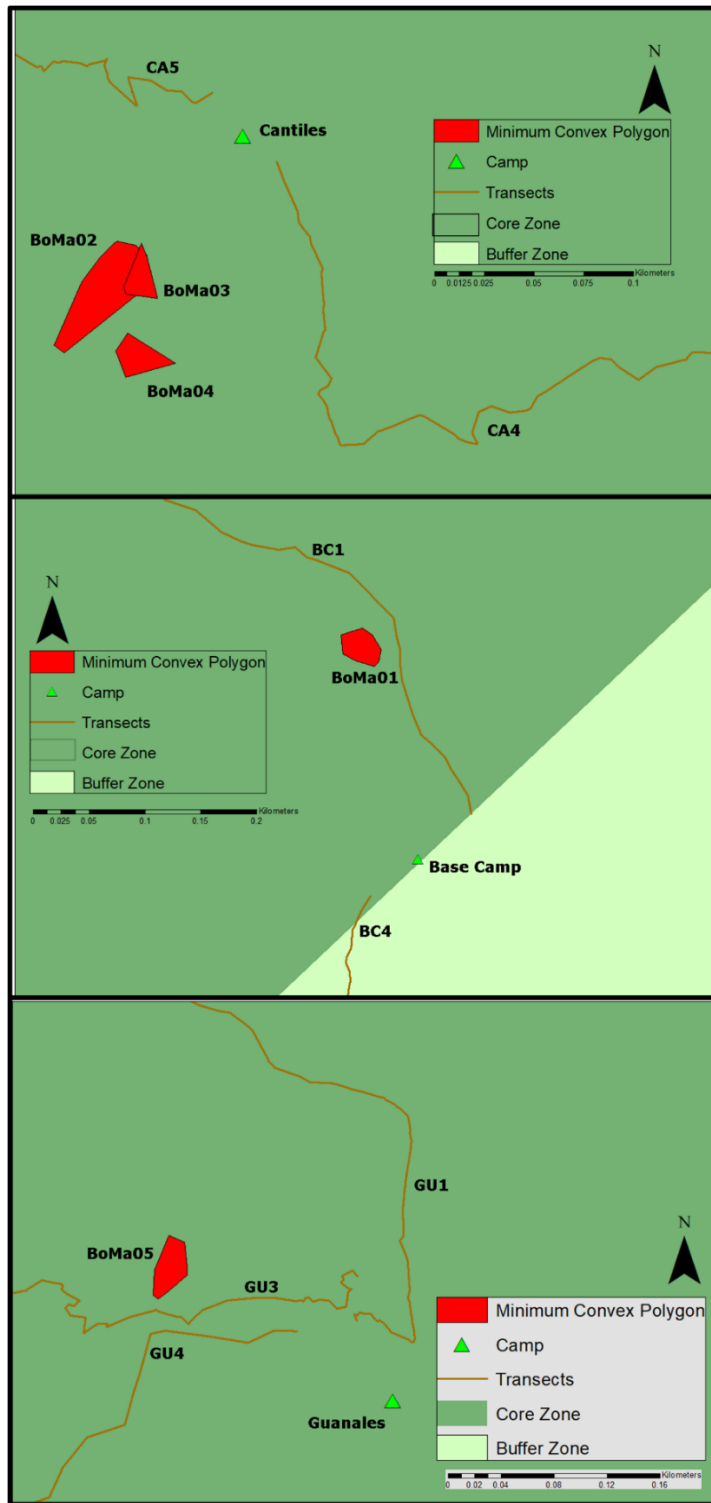 CA5
N
Cantiles
Minimum Convex Polygon
Camp
Transects
Core Zone
Buffer Zone
Kilometers
0 0.0125 0.025 0.05 0.075 0.1
BoMa02
BoMa03
BoMa04
CA4
BC1
N
Minimum Convex Polygon
Camp
Transects
Core Zone
Buffer Zone
Kilometers
0 0.025 0.05 0.1 0.15 0.2
BoMa01
Base Camp
BC4
GU1
N
BoMa05
GU3
GU4
Guanales
Minimum Convex Polygon
Camp
Transects
Core Zone
Buffer Zone
Kilometers
0 0.02 0.04 0.08 0.12 0.16